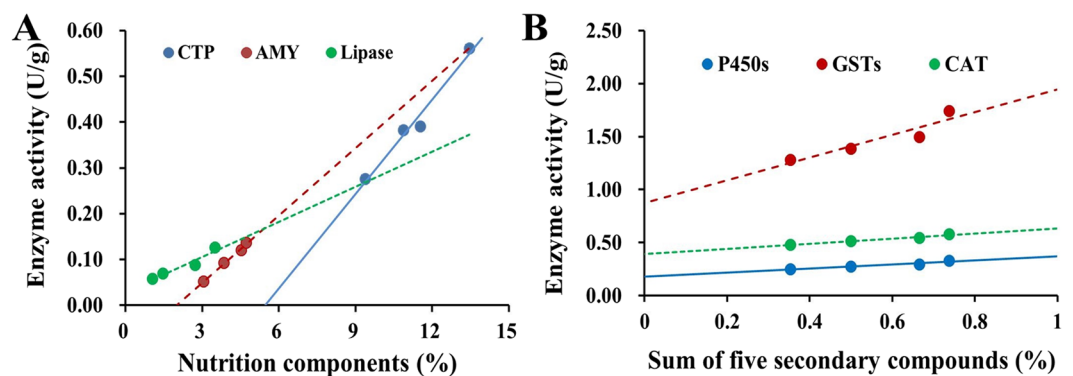 A
Enzyme activity (U/g)
0.60
0.50
0.40
0.30
0.20
0.10
0.00
CTP AMY Lipase
0 3 6 9 12 15
Nutrition components (%)
B
Enzyme activity (U/g)
2.50
2.00
1.50
1.00
0.50
0.00
P450s GSTs CAT
0 0.2 0.4 0.6 0.8 1
Sum of five secondary compounds (%)